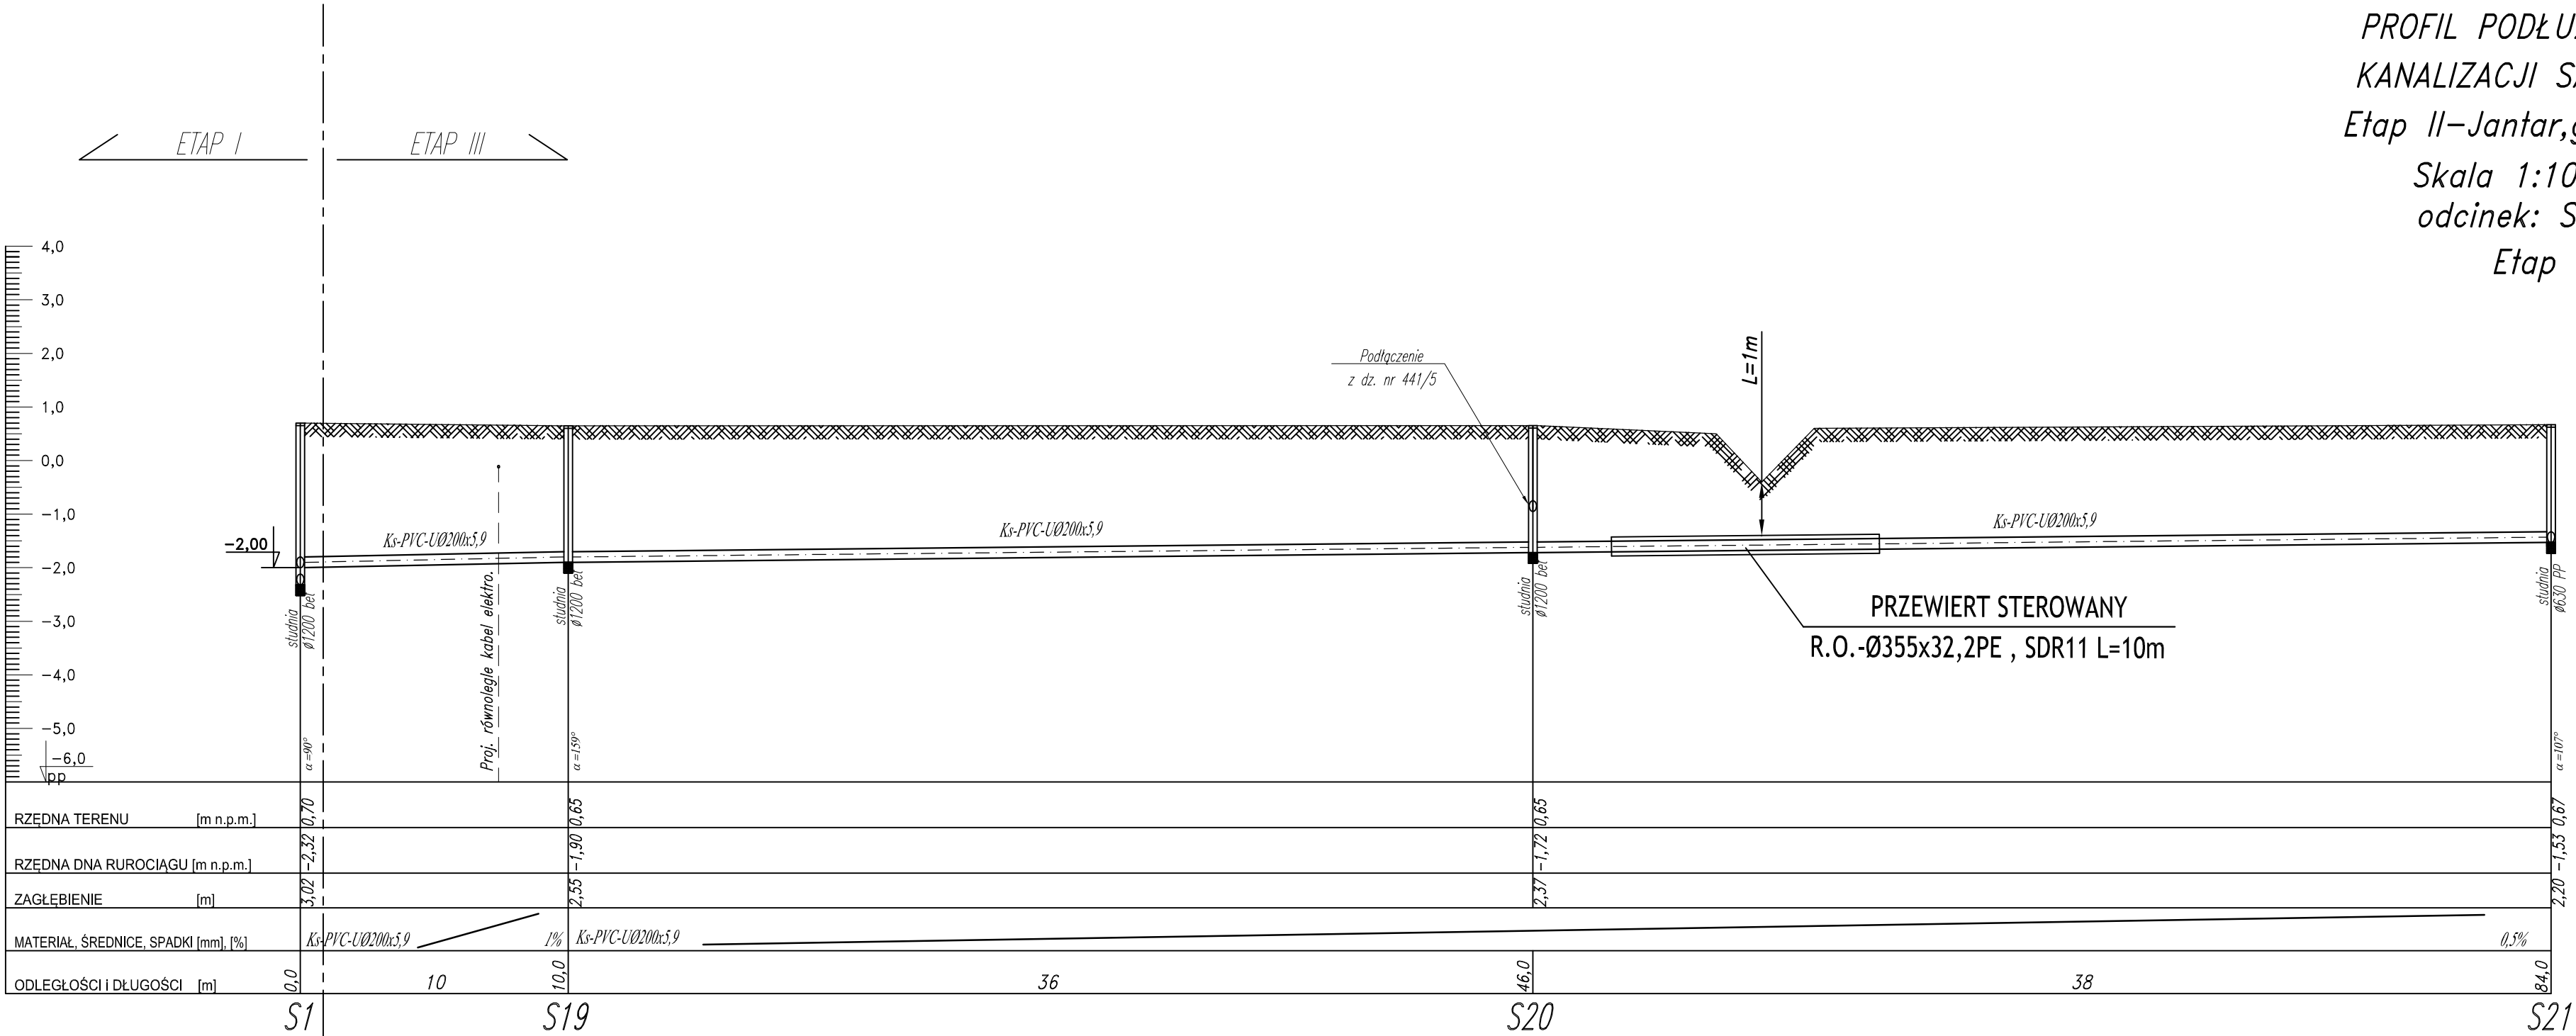 PROFIL PODŁU
KANALIZACJI S
Etap II-Jantar,
Skala 1:10
odcinek: S
Etap
ETAP I
ETAP III
4,0
3,0
2,0
1,0
0,0
-1,0
-2,0
-3,0
-4,0
-5,0
-6,0
pp
-2,00
Ks-PVC-UØ200x5,9
Ks-PVC-UØ200x5,9
Ks-PVC-UØ200x5,9
Podłączenie
z dz. nr 441/5
L=1m
PRZEWIERT STEROWANY
R.O.-Ø355x32,2PE , SDR11 L=10m
studnia
ø1200 bet
Proj. równoległe kabel elektro.
studnia
ø1200 bet
studnia
ø1200 bet
studnia
ø630 PP
α=90°
α=159°
α=107°
RZĘDNA TERENU [m n.p.m.] 0,70 0,65 0,65 0,67
RZĘDNA DNA RUROCIĄGU [m n.p.m.] -2,32 -1,90 -1,72 -1,53
ZAGŁĘBIENIE [m] 3,02 2,55 2,37 2,20
MATERIAŁ, ŚREDNICE, SPADKI [mm], [%] Ks-PVC-UØ200x5,9 1% Ks-PVC-UØ200x5,9 0,5%
ODLEGŁOŚCI i DŁUGOŚCI [m] 0,0 10 10,0 36 46,0 38 84,0
S1 S19 S20 S21